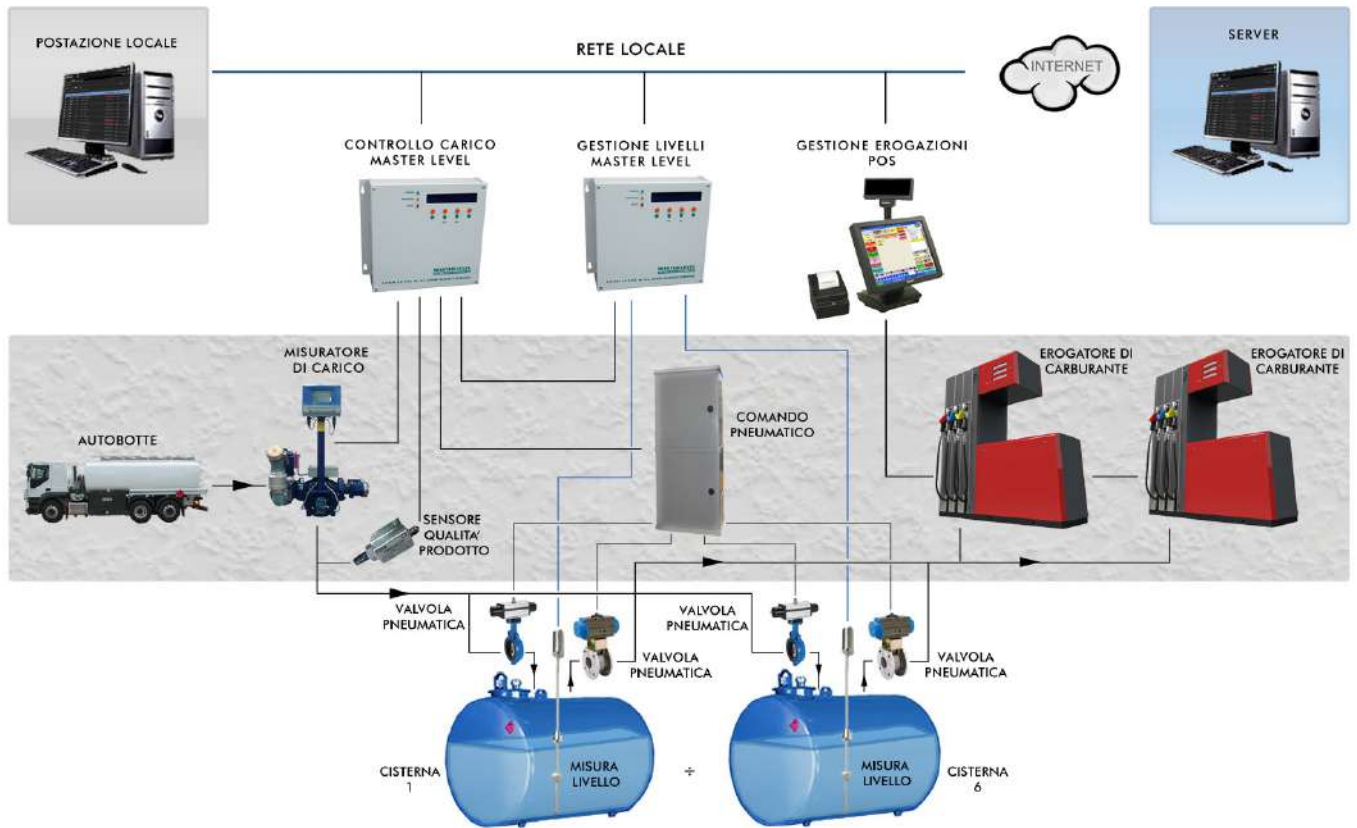 POSTAZIONE LOCALE
RETE LOCALE
INTERNET
SERVER
CONTROLLO CARICO
MASTER LEVEL
GESTIONE LIVELLI
MASTER LEVEL
GESTIONE EROGAZIONI
POS
MISURATORE
DI CARICO
EROGATORE DI
CARBURANTE
EROGATORE DI
CARBURANTE
COMANDO
PNEUMATICO
AUTOBOTTE
SENSORE
QUALITA'
PRODOTTO
VALVOLA
PNEUMATICA
VALVOLA
PNEUMATICA
VALVOLA
PNEUMATICA
VALVOLA
PNEUMATICA
CISTERNA
1
MISURA
LIVELLO
÷
MISURA
LIVELLO
CISTERNA
6